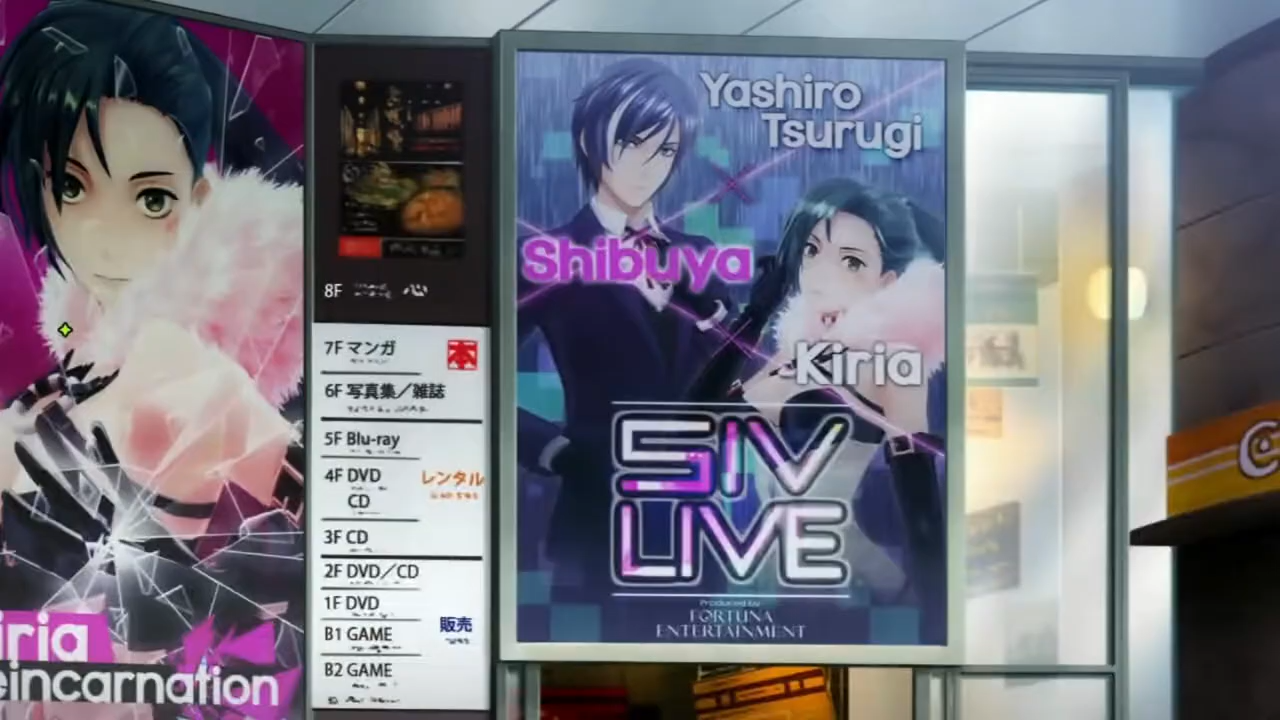 iria
eincarnation
8F 心
7F マンガ
本
6F 写真集／雑誌
5F Blu-ray
4F DVD
CD
レンタル
3F CD
2F DVD／CD
1F DVD
販売
B1 GAME
B2 GAME
Yashiro
Tsurugi
Shibuya
Kiria
SIV
LIVE
Produced by
FORTUNA
ENTERTAINMENT